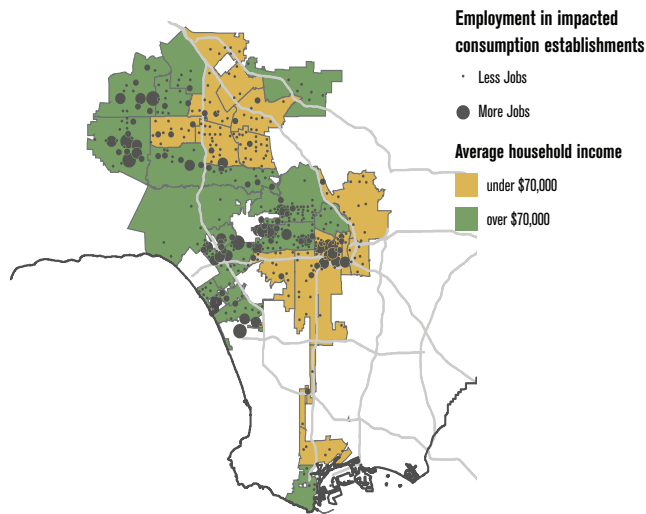 Employment in impacted
consumption establishments
Less Jobs
More Jobs
Average household income
under $70,000
over $70,000